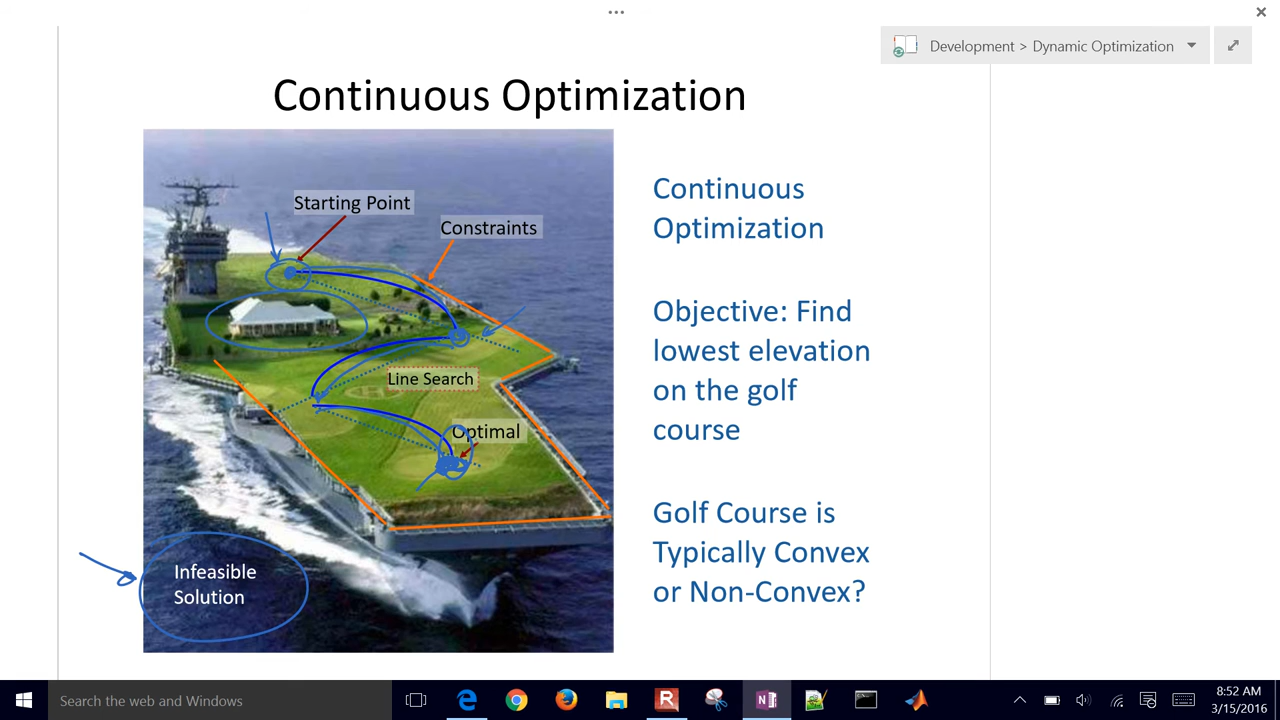 Development > Dynamic Optimization
Continuous Optimization
Starting Point
Constraints
Line Search
Optimal
Infeasible
Solution
Continuous
Optimization
Objective: Find
lowest elevation
on the golf
course
Golf Course is
Typically Convex
or Non-Convex?
Search the web and Windows
8:52 AM
3/15/2016